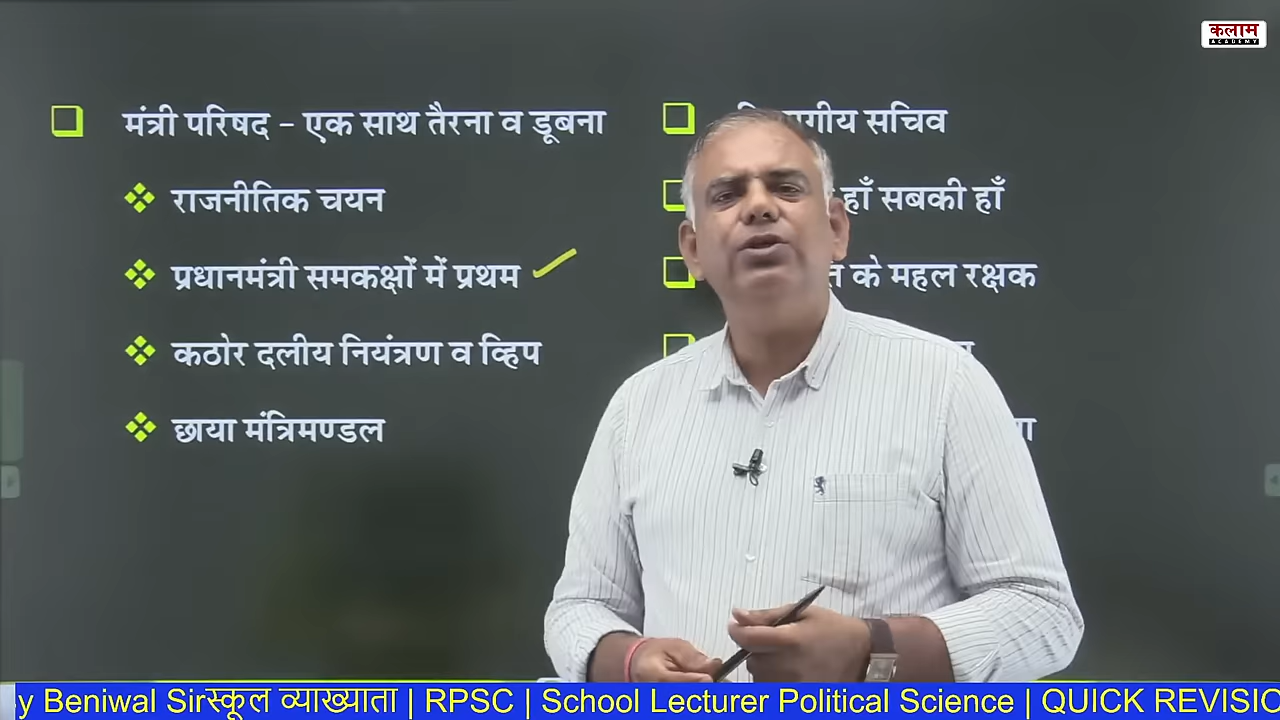 कलाम
ACADEMY
मंत्री परिषद - एक साथ तैरना व डूबना
राजनीतिक चयन
प्रधानमंत्री समकक्षों में प्रथम
कठोर दलीय नियंत्रण व व्हिप
छाया मंत्रिमण्डल
सचिव
हाँ सबकी हाँ
के महल रक्षक
y Beniwal Sirस्कूल व्याख्याता | RPSC | School Lecturer Political Science | QUICK